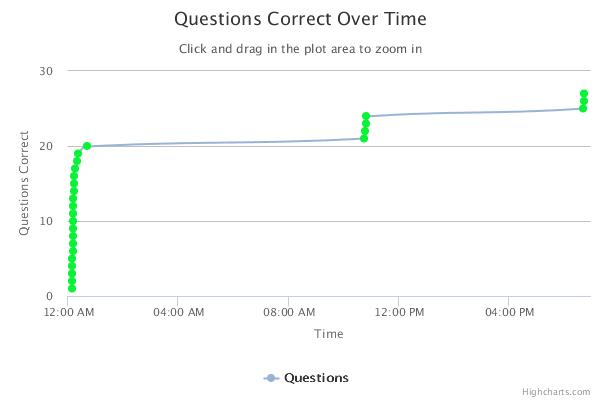 Questions Correct Over Time
Click and drag in the plot area to zoom in
30
20
10
0
Questions Correct
12:00 AM 04:00 AM 08:00 AM 12:00 PM 04:00 PM
Time
Questions
Highcharts.com